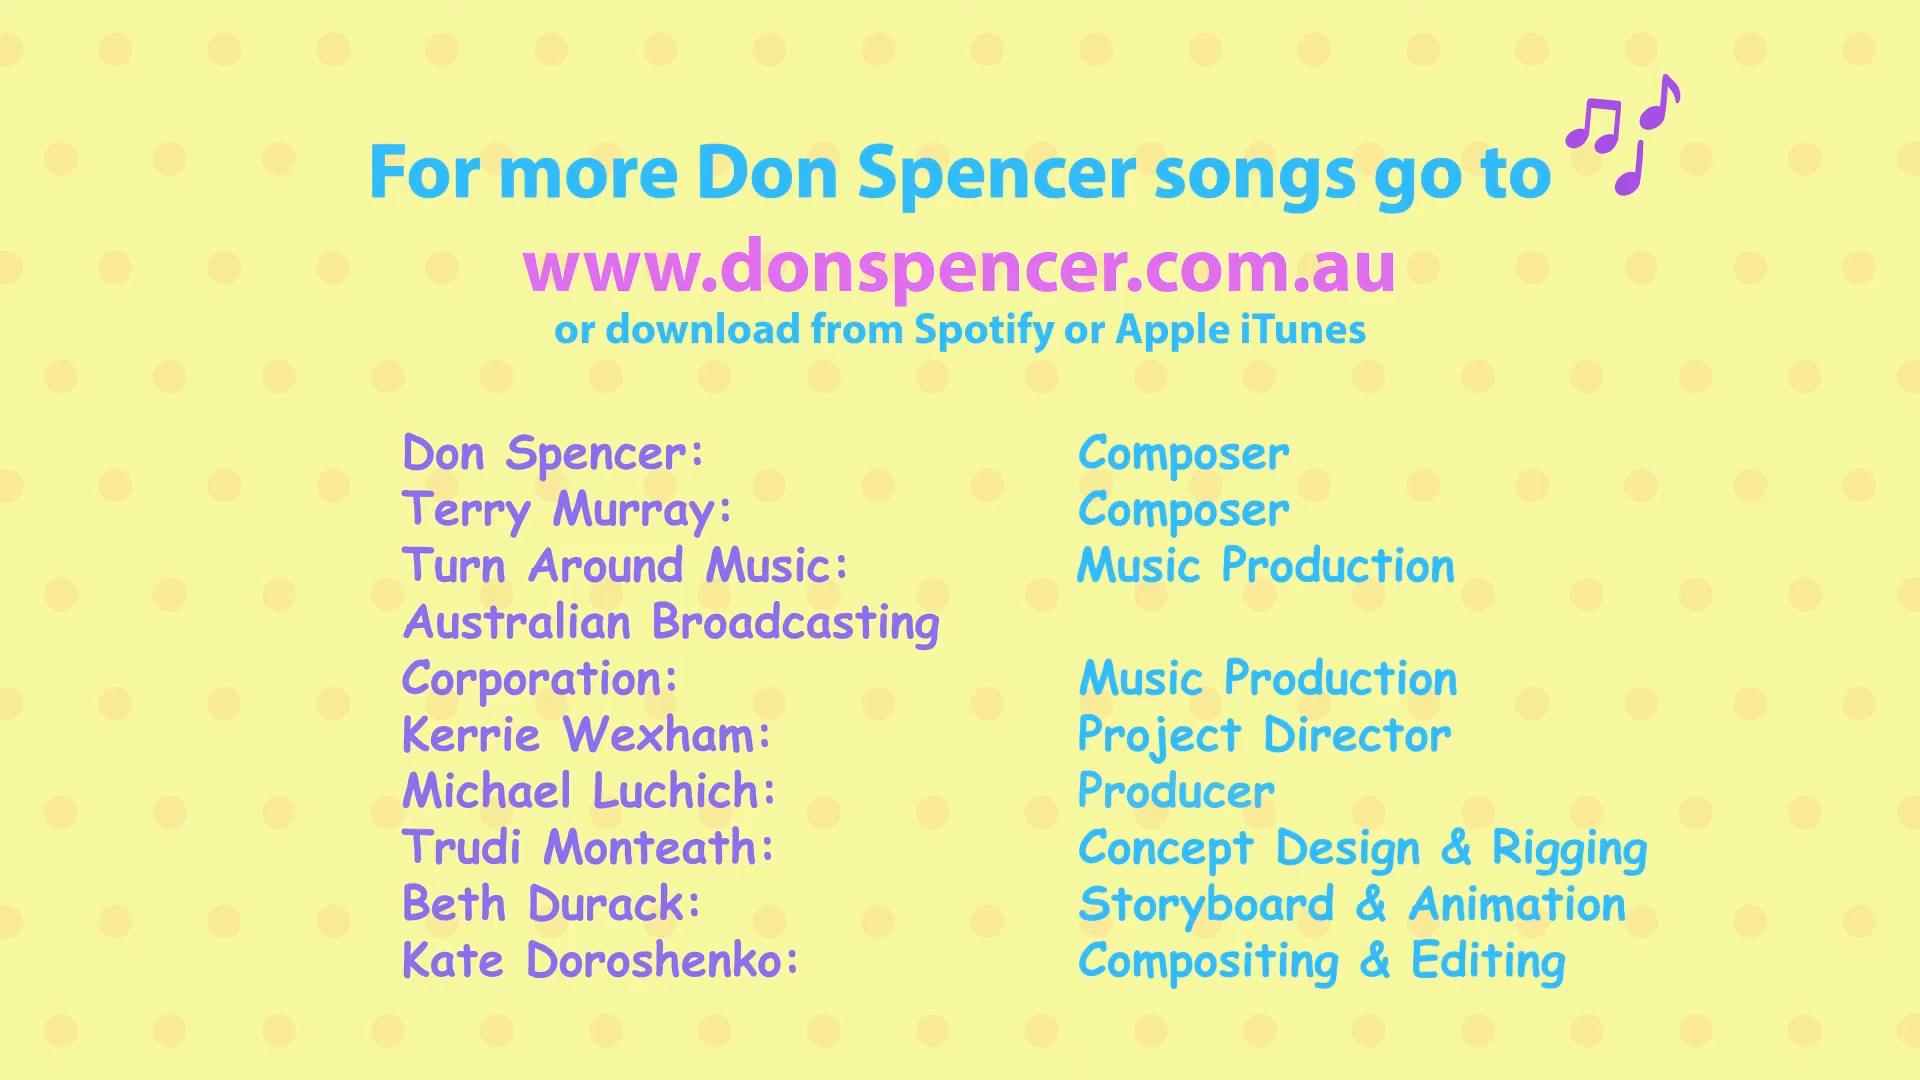 For more Don Spencer songs go to
www.donspencer.com.au
or download from Spotify or Apple iTunes
Don Spencer: Composer
Terry Murray: Composer
Turn Around Music: Music Production
Australian Broadcasting
Corporation: Music Production
Kerrie Wexham: Project Director
Michael Luchich: Producer
Trudi Monteath: Concept Design & Rigging
Beth Durack: Storyboard & Animation
Kate Doroshenko: Compositing & Editing